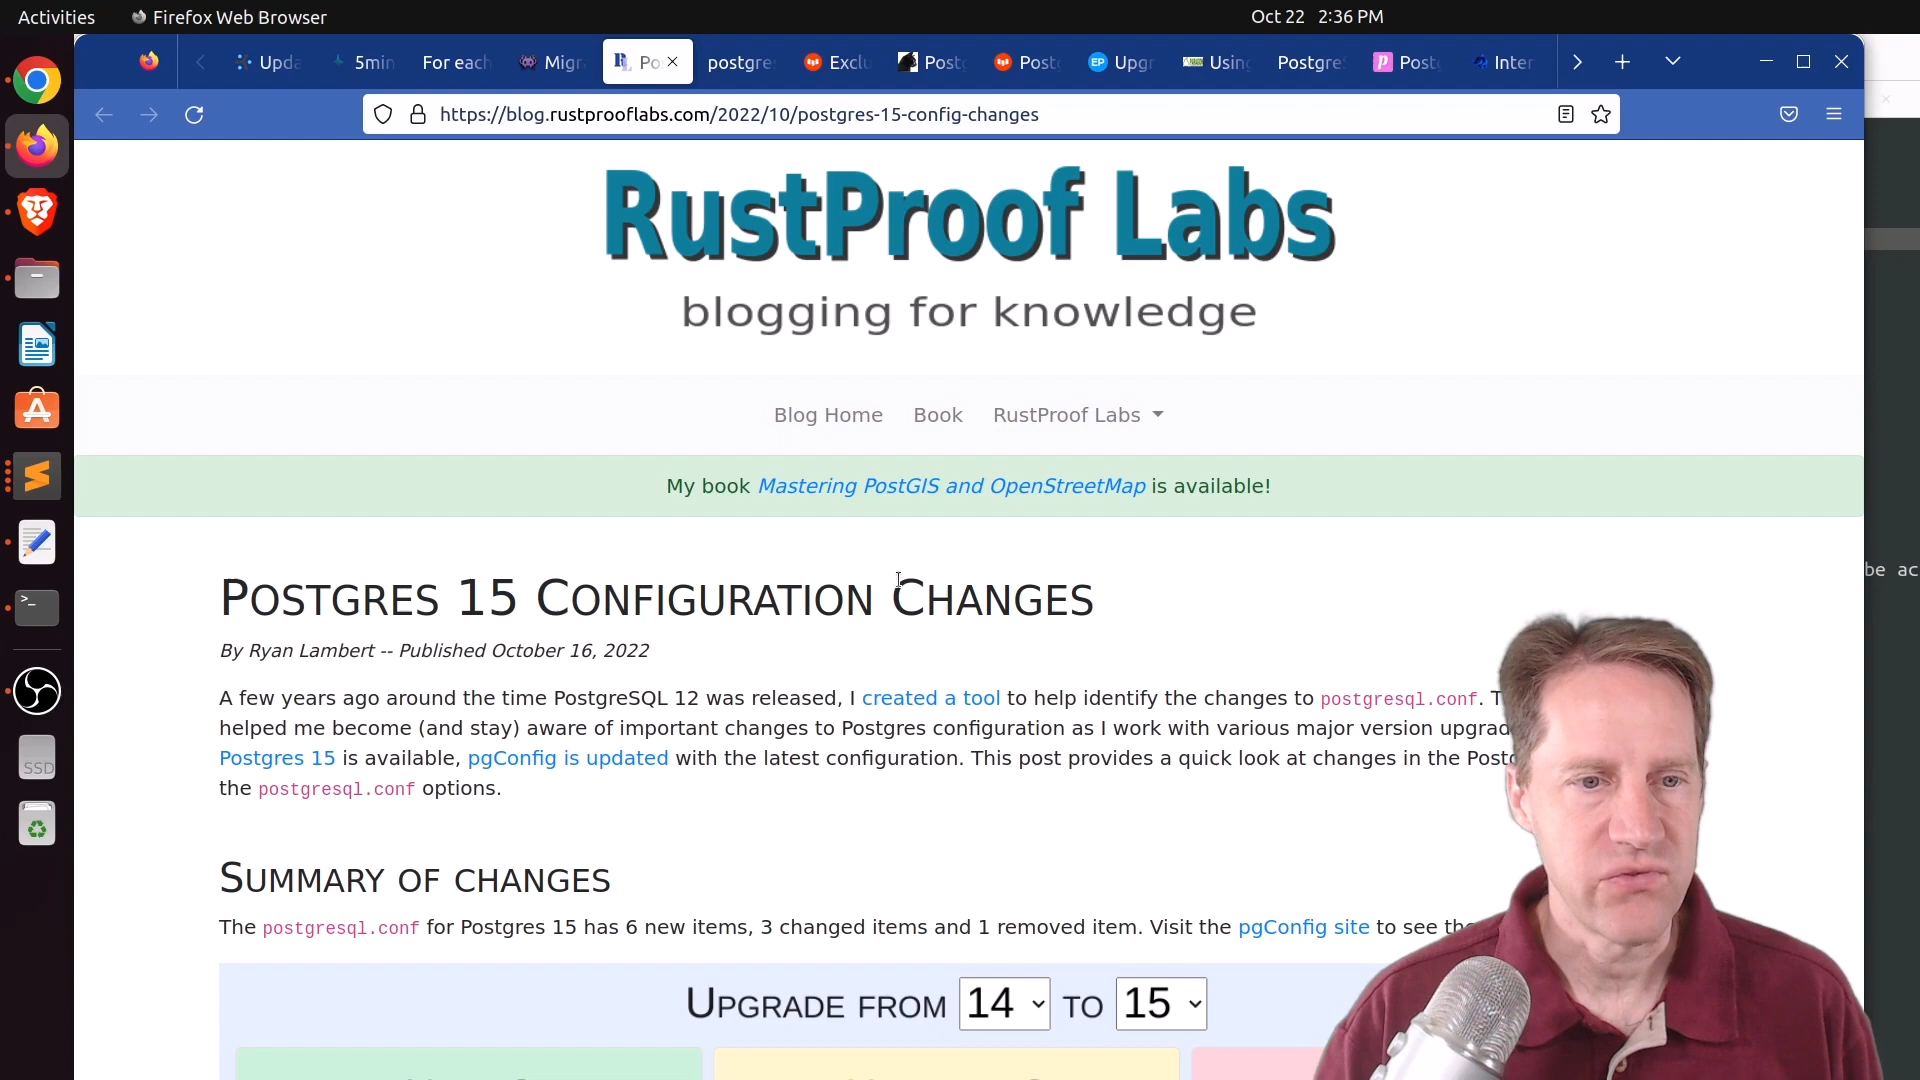 Activities Firefox Web Browser Oct 22 2:36 PM
Upda 5min For each Migr Po postgres Exclu Postg Post Upgr Using PostgreS Postg Inter
https://blog.rustprooflabs.com/2022/10/postgres-15-config-changes
RustProof Labs
blogging for knowledge
Blog Home Book RustProof Labs
My book Mastering PostGIS and OpenStreetMap is available!
POSTGRES 15 CONFIGURATION CHANGES
By Ryan Lambert -- Published October 16, 2022
A few years ago around the time PostgreSQL 12 was released, I created a tool to help identify the changes to postgresql.conf. T
helped me become (and stay) aware of important changes to Postgres configuration as I work with various major version upgrad
Postgres 15 is available, pgConfig is updated with the latest configuration. This post provides a quick look at changes in the Postg
the postgresql.conf options.
SUMMARY OF CHANGES
The postgresql.conf for Postgres 15 has 6 new items, 3 changed items and 1 removed item. Visit the pgConfig site to see the
UPGRADE FROM 14 TO 15
be ac
SSD